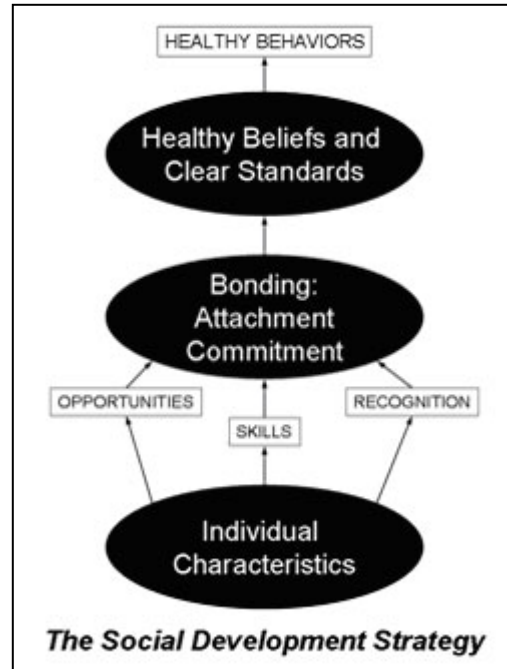 HEALTHY BEHAVIORS
Healthy Beliefs and
Clear Standards
Bonding:
Attachment
Commitment
OPPORTUNITIES
SKILLS
RECOGNITION
Individual
Characteristics
The Social Development Strategy